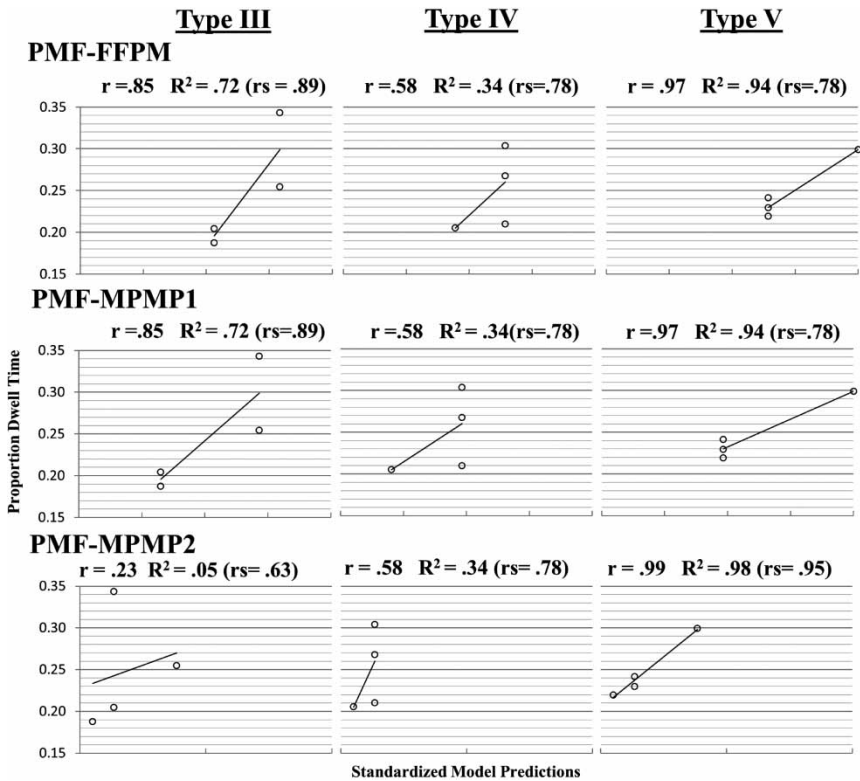 Type III Type IV Type V
PMF-FFPM
r =.85 R² = .72 (rs = .89) r =.58 R² = .34 (rs=.78) r = .97 R² = .94 (rs=.78)
0.35
0.30
0.25
0.20
0.15
PMF-MPMP1
r =.85 R² = .72 (rs=.89) r =.58 R² = .34(rs=.78) r =.97 R² = .94 (rs=.78)
0.35
0.30
0.25
0.20
0.15
Proportion Dwell Time
PMF-MPMP2
r = .23 R² = .05 (rs= .63) r = .58 R² = .34 (rs= .78) r = .99 R² = .98 (rs= .95)
0.35
0.30
0.25
0.20
0.15
Standardized Model Predictions